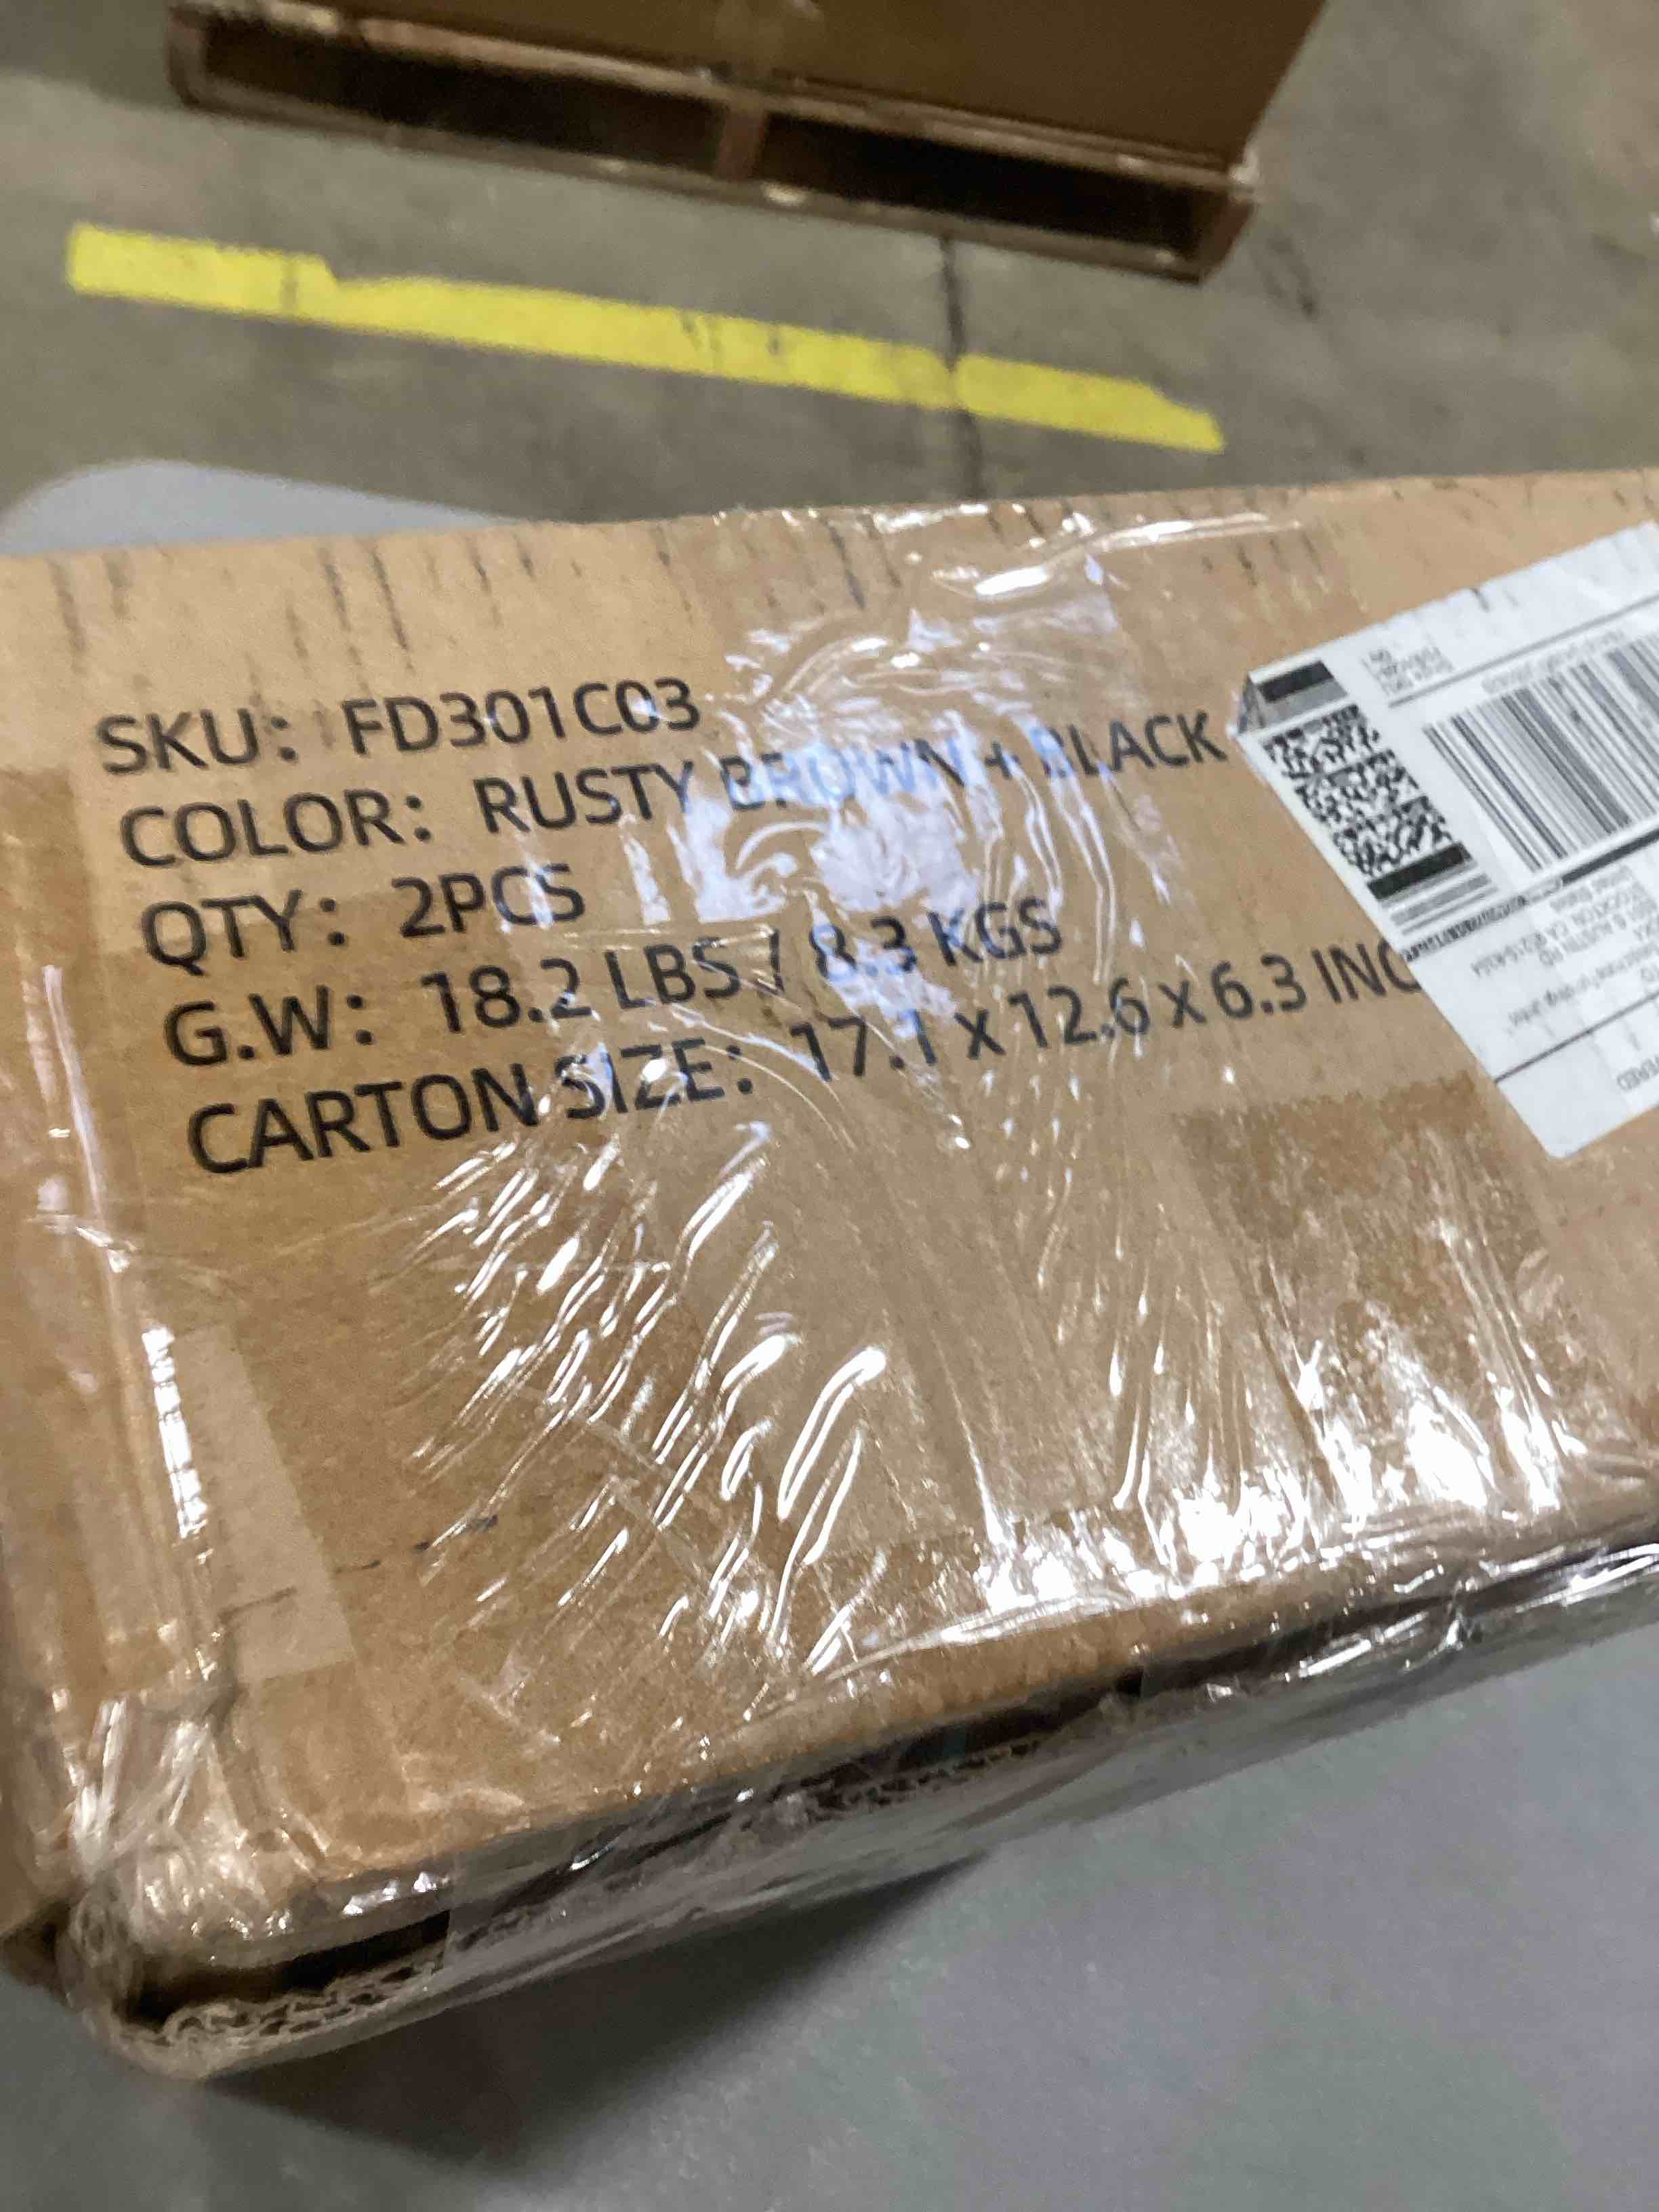 SKU: FD301C03
COLOR: RUSTY BROWN + BLACK
QTY: 2PCS
G.W: 18.2 LBS / 8.3 KGS
CARTON SIZE: 17.1 x 12.6 x 6.3 INC